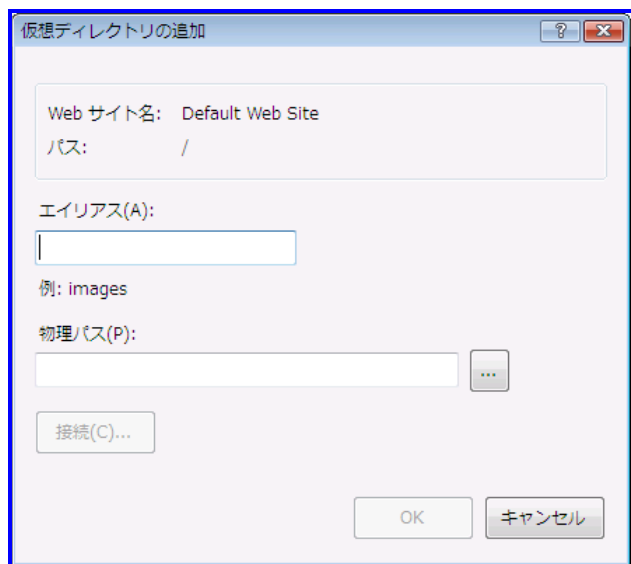 仮想ディレクトリの追加
Web サイト名: Default Web Site
パス: /
エイリアス(A):
例: images
物理パス(P):
...
接続(C)...
OK キャンセル